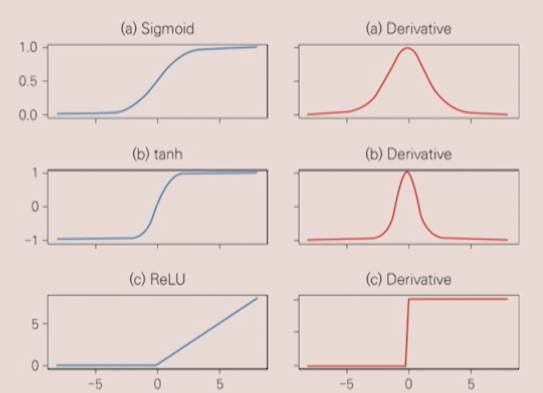 (a) Sigmoid
(a) Derivative
1.0
0.5
0.0
(b) tanh
(b) Derivative
1
0
-1
(c) ReLU
(c) Derivative
5
0
-5 0 5
-5 0 5